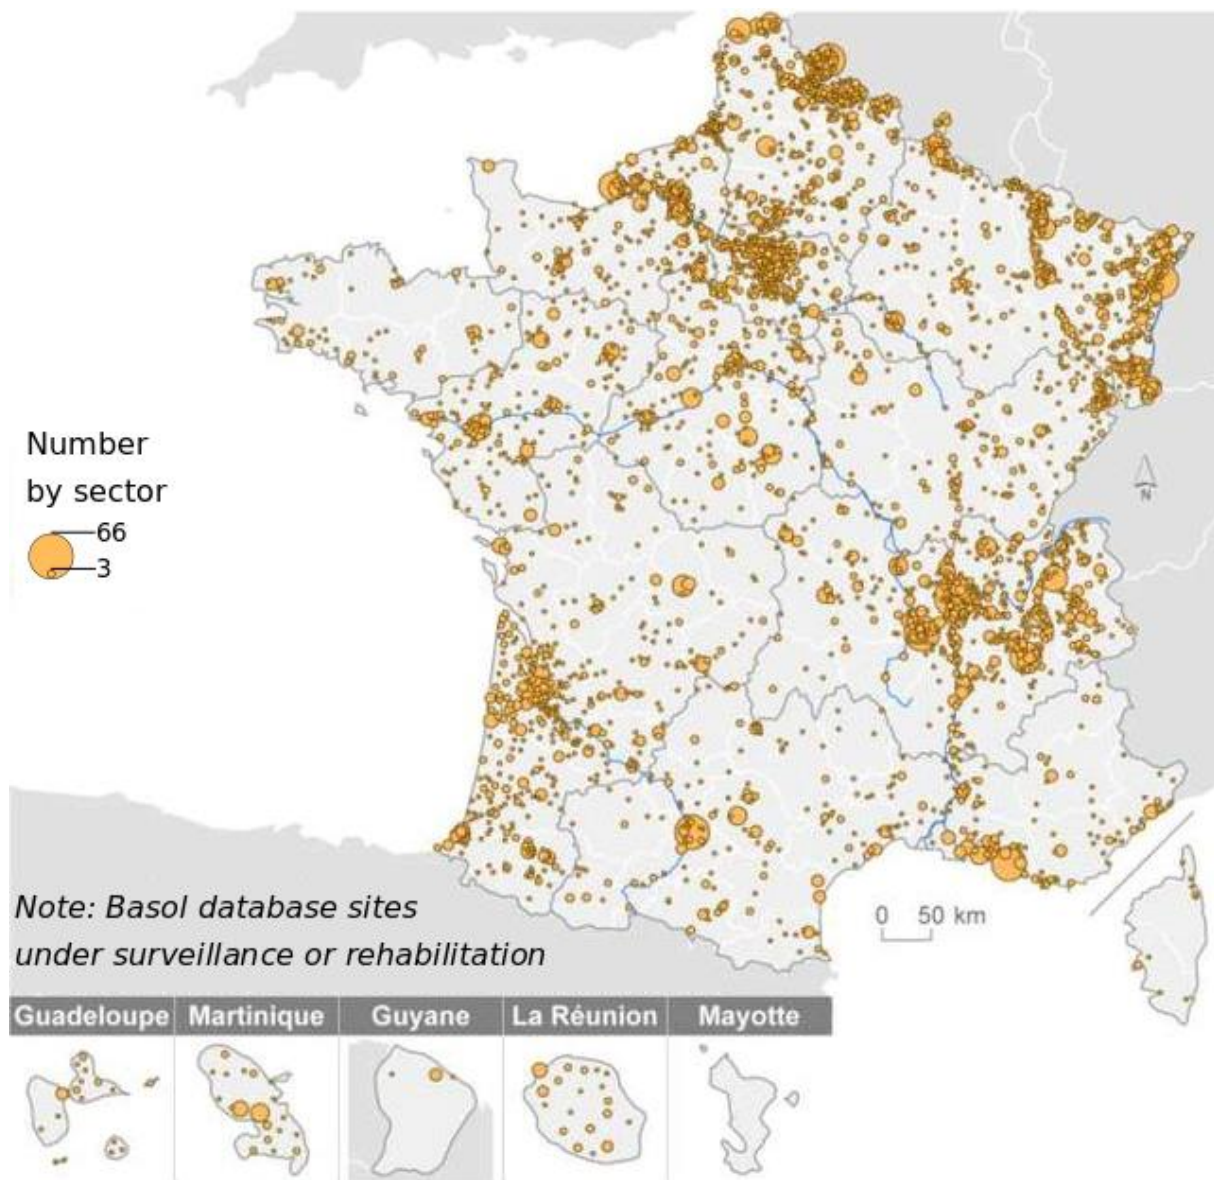 Number
by sector
66
3
N
0 50 km
Note: Basol database sites
under surveillance or rehabilitation
Guadeloupe Martinique Guyane La Réunion Mayotte